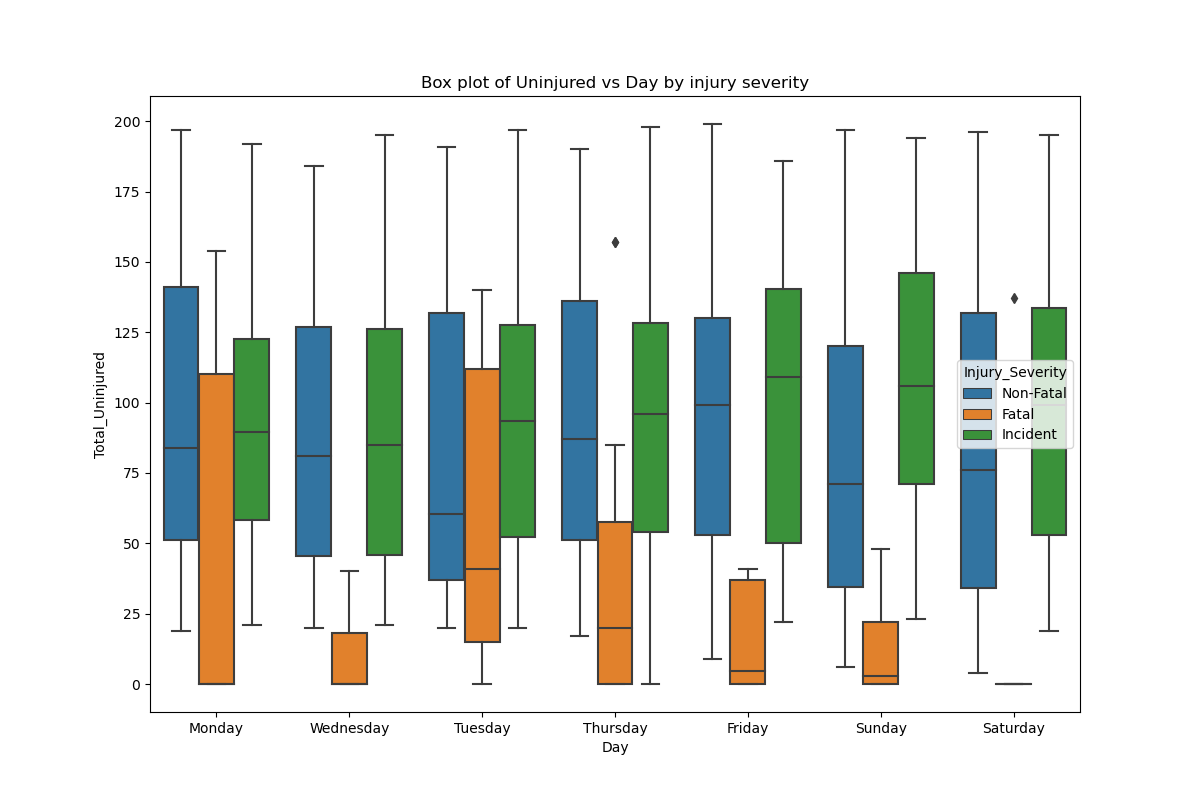 Box plot of Uninjured vs Day by injury severity
Total_Uninjured
200
175
150
125
100
75
50
25
0
Injury_Severity
Non-Fatal
Fatal
Incident
Monday Wednesday Tuesday Thursday Friday Sunday Saturday
Day